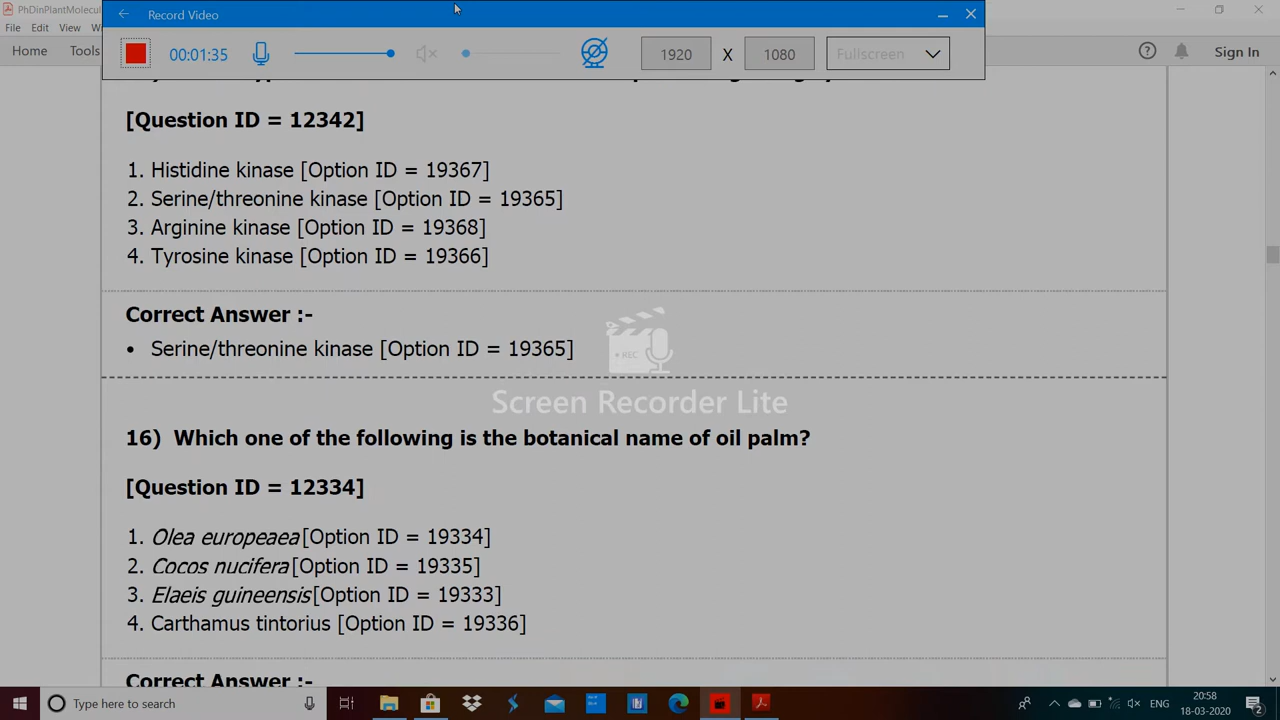 PhDinPlantMolecul
Record Video
File Edit View
00:01:35
1920 X 1080
Fullscreen
Home Tools
Sign In
[Question ID = 12342]
1. Histidine kinase [Option ID = 19367]
2. Serine/threonine kinase [Option ID = 19365]
3. Arginine kinase [Option ID = 19368]
4. Tyrosine kinase [Option ID = 19366]
Correct Answer :-
• Serine/threonine kinase [Option ID = 19365]
REC
Screen Recorder Lite
16) Which one of the following is the botanical name of oil palm?
[Question ID = 12334]
1. Olea europeaea[Option ID = 19334]
2. Cocos nucifera[Option ID = 19335]
3. Elaeis guineensis[Option ID = 19333]
4. Carthamus tintorius [Option ID = 19336]
Correct Answer :-
Type here to search
ENG
20:58
18-03-2020
2